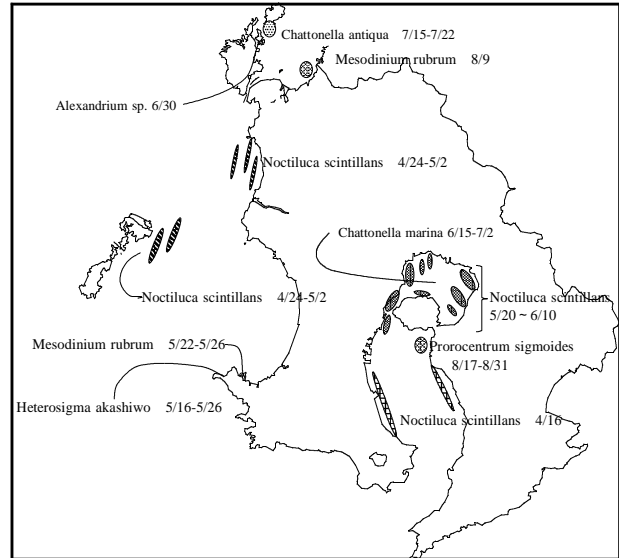 Chattonella antiqua 7/15-7/22
Mesodinium rubrum 8/9
Alexandrium sp. 6/30
Noctiluca scintillans 4/24-5/2
Chattonella marina 6/15-7/2
Noctiluca scintillans 4/24-5/2
Noctiluca scintillans
5/20 ~ 6/10
Mesodinium rubrum 5/22-5/26
Prorocentrum sigmoides
8/17-8/31
Heterosigma akashiwo 5/16-5/26
Noctiluca scintillans 4/16